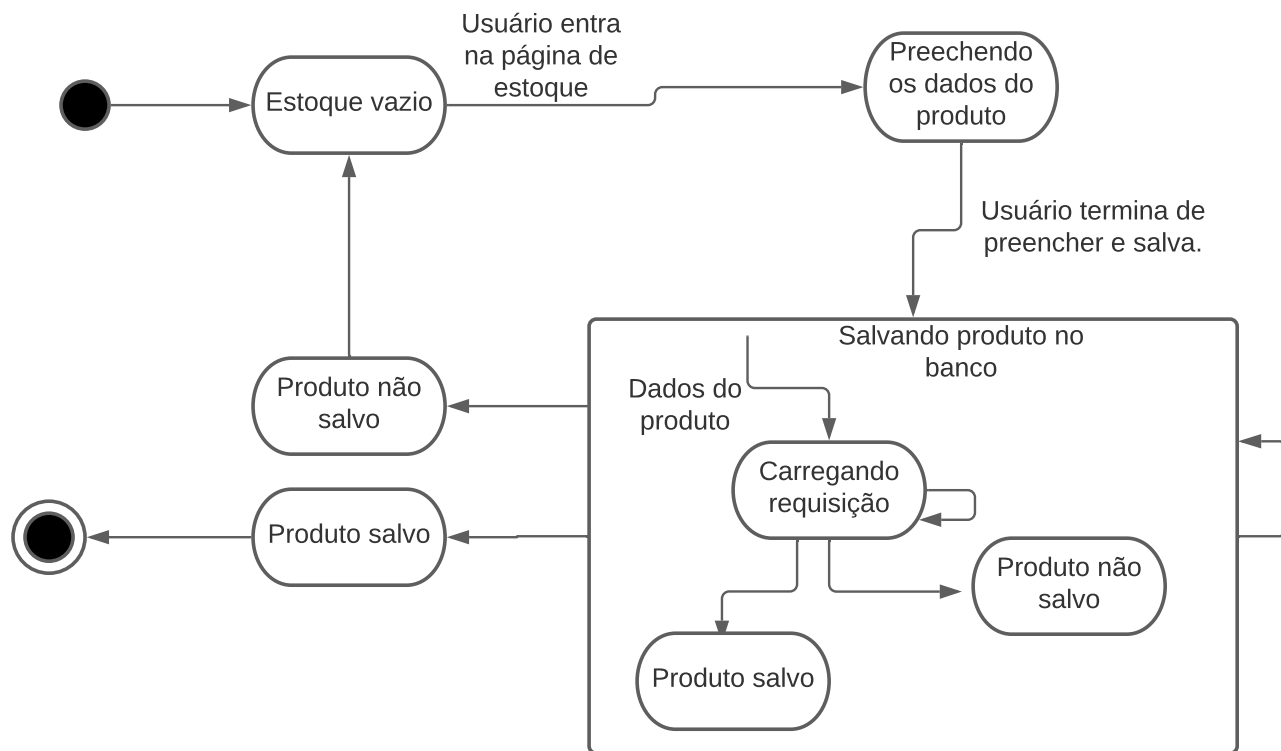 Usuário entra
na página de
estoque
Estoque vazio
Preechendo
os dados do
produto
Usuário termina de
preencher e salva.
Salvando produto no
banco
Dados do
produto
Produto não
salvo
Carregando
requisição
Produto salvo
Produto não
salvo
Produto salvo